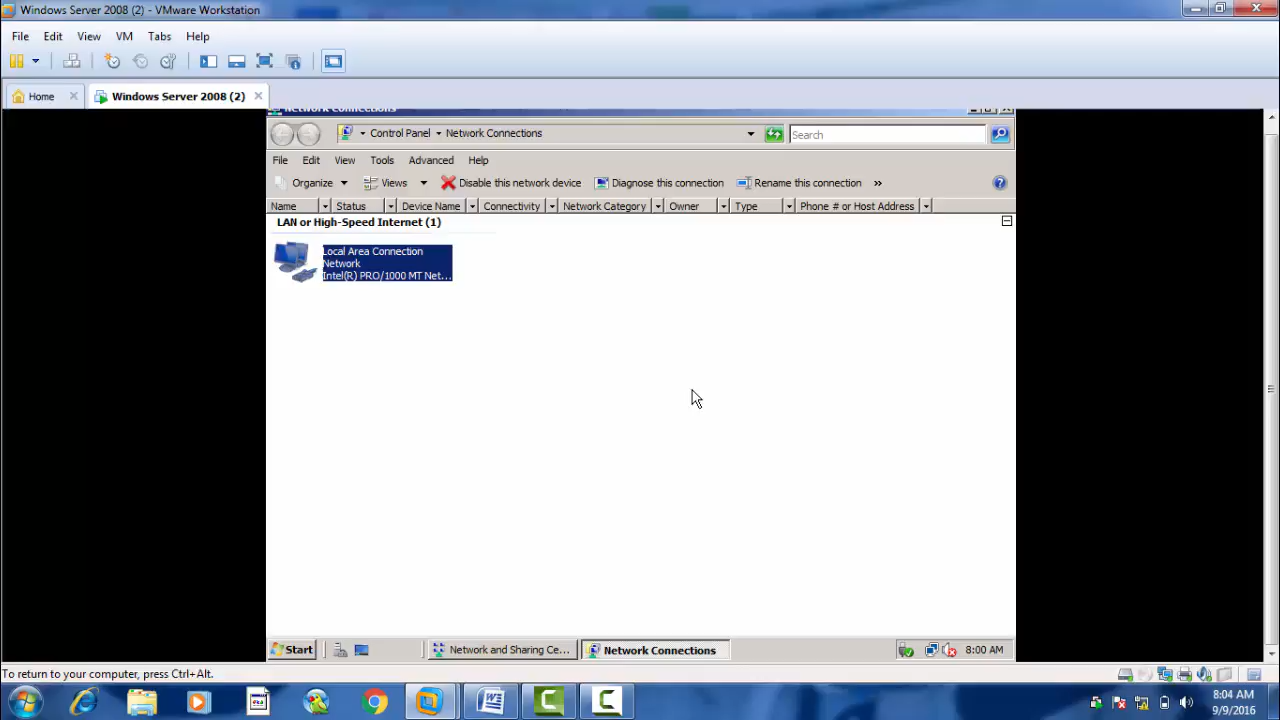 Windows Server 2008 (2) - VMware Workstation
File Edit View VM Tabs Help
Home Windows Server 2008 (2)
Network Connections
Control Panel Network Connections Search
File Edit View Tools Advanced Help
Organize Views Disable this network device Diagnose this connection Rename this connection »
Name Status Device Name Connectivity Network Category Owner Type Phone # or Host Address
LAN or High-Speed Internet (1)
Local Area Connection
Network
Intel(R) PRO/1000 MT Net...
Start Network and Sharing Ce... Network Connections 8:00 AM
To return to your computer, press Ctrl+Alt.
8:04 AM
9/9/2016